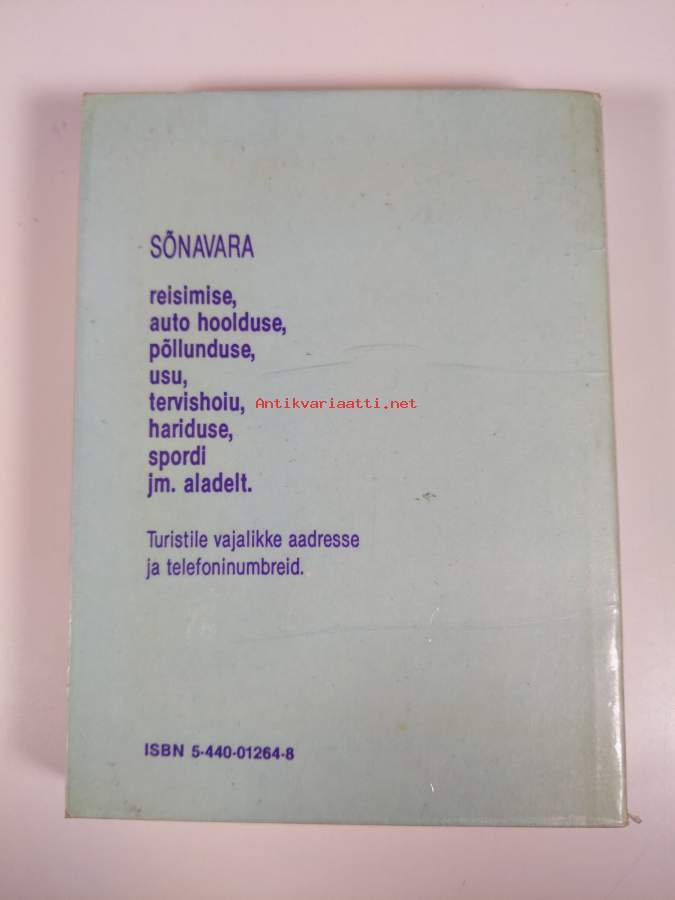 SÕNAVARA
reisimise,
auto hoolduse,
põllunduse,
usu,
tervishoiu,
Antikvariaatti.net
hariduse,
spordi
jm. aladelt.
Turistile vajalikke aadresse
ja telefoninumbreid.
ISBN 5-440-01264-8